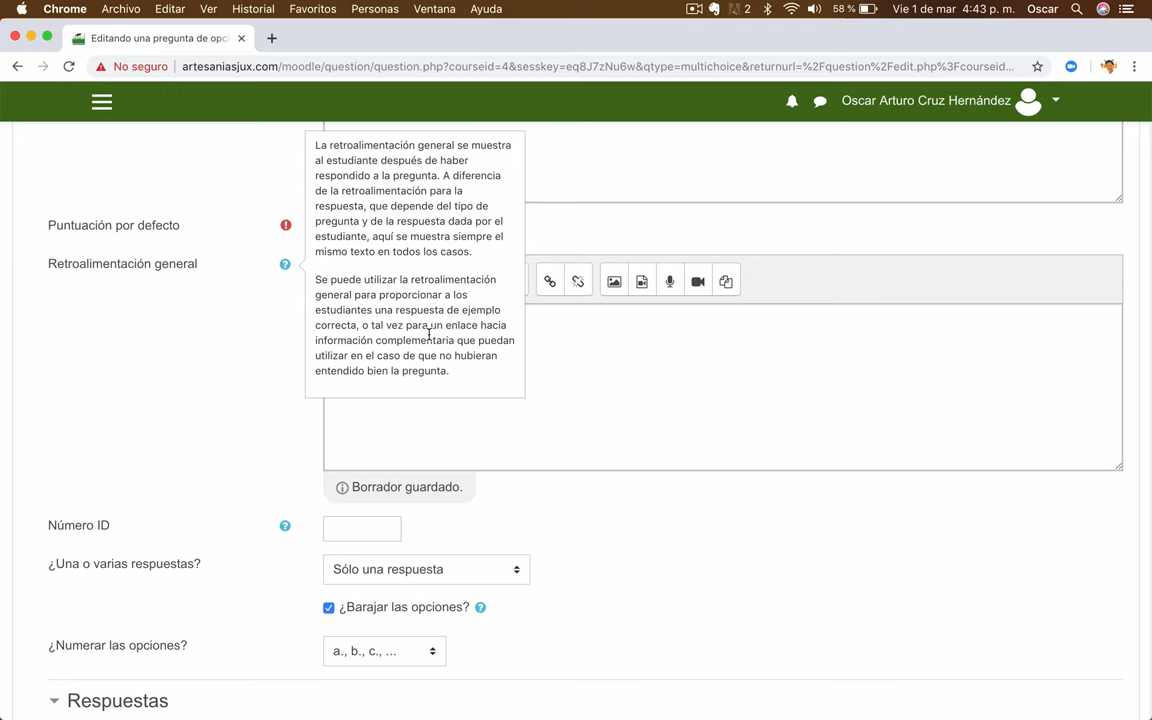 Chrome Archivo Editar Ver Historial Favoritos Personas Ventana Ayuda 2 58 % Vie 1 de mar 4:43 p. m. Oscar
Editando una pregunta de opci
No seguro artesaniasjux.com/moodle/question/question.php?courseid=4&sesskey=eq8J7zNu6w&qtype=multichoice&returnurl=%2Fquestion%2Fedit.php%3Fcourseid...
Oscar Arturo Cruz Hernández
La retroalimentación general se muestra
al estudiante después de haber
respondido a la pregunta. A diferencia
de la retroalimentación para la
respuesta, que depende del tipo de
pregunta y de la respuesta dada por el
estudiante, aquí se muestra siempre el
mismo texto en todos los casos.
Se puede utilizar la retroalimentación
general para proporcionar a los
estudiantes una respuesta de ejemplo
correcta, o tal vez para un enlace hacia
información complementaria que puedan
utilizar en el caso de que no hubieran
entendido bien la pregunta.
Puntuación por defecto
Retroalimentación general
Borrador guardado.
Número ID
¿Una o varias respuestas?
Sólo una respuesta
¿Barajar las opciones?
¿Numerar las opciones?
a., b., c., ...
Respuestas